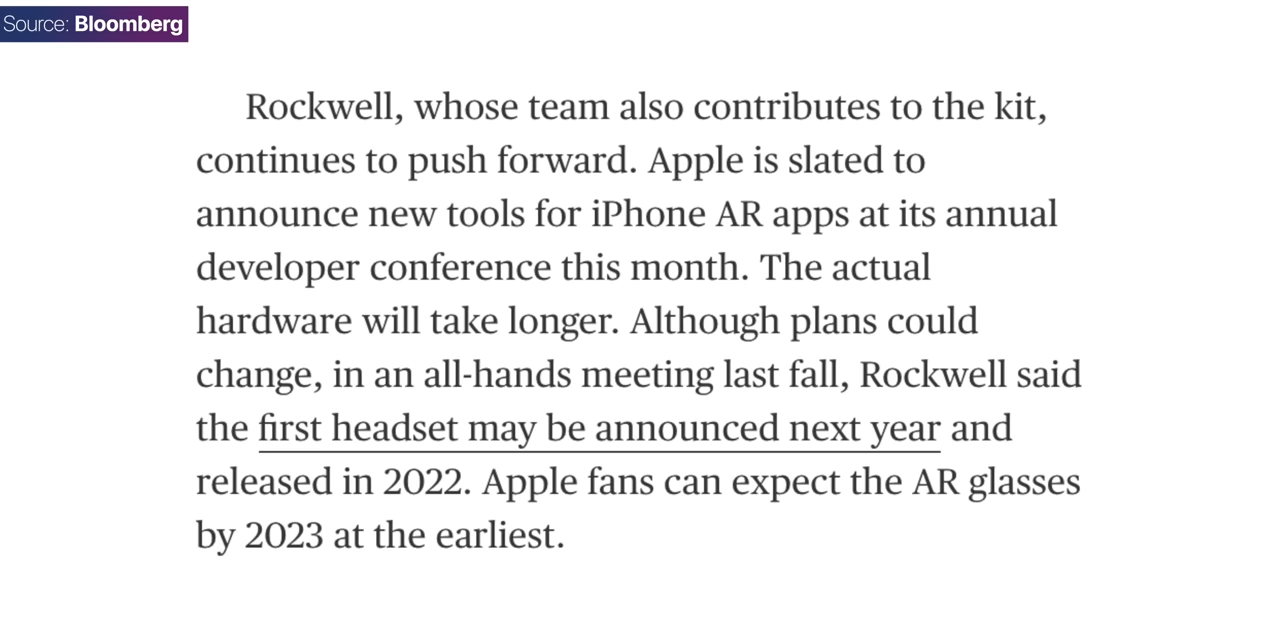 Source: Bloomberg
Rockwell, whose team also contributes to the kit,
continues to push forward. Apple is slated to
announce new tools for iPhone AR apps at its annual
developer conference this month. The actual
hardware will take longer. Although plans could
change, in an all-hands meeting last fall, Rockwell said
the first headset may be announced next year and
released in 2022. Apple fans can expect the AR glasses
by 2023 at the earliest.